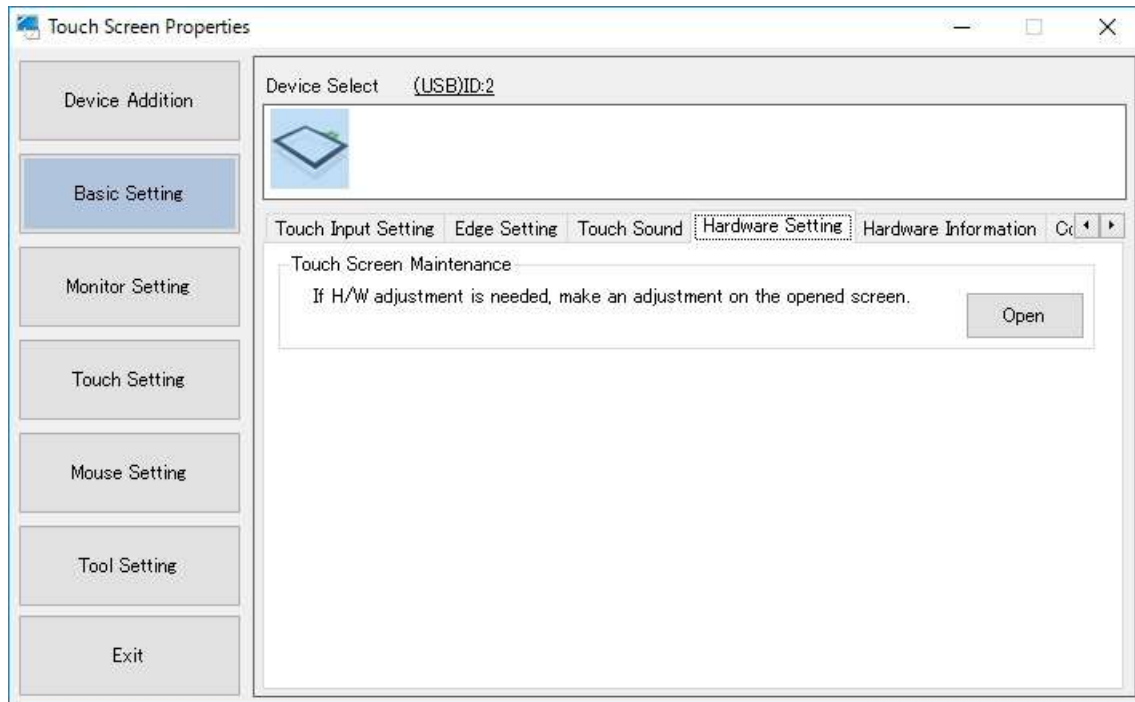 Touch Screen Properties
Device Addition
Basic Setting
Monitor Setting
Touch Setting
Mouse Setting
Tool Setting
Exit
Device Select (USB)ID:2
Touch Input Setting Edge Setting Touch Sound Hardware Setting Hardware Information
Touch Screen Maintenance
If H/W adjustment is needed, make an adjustment on the opened screen.
Open